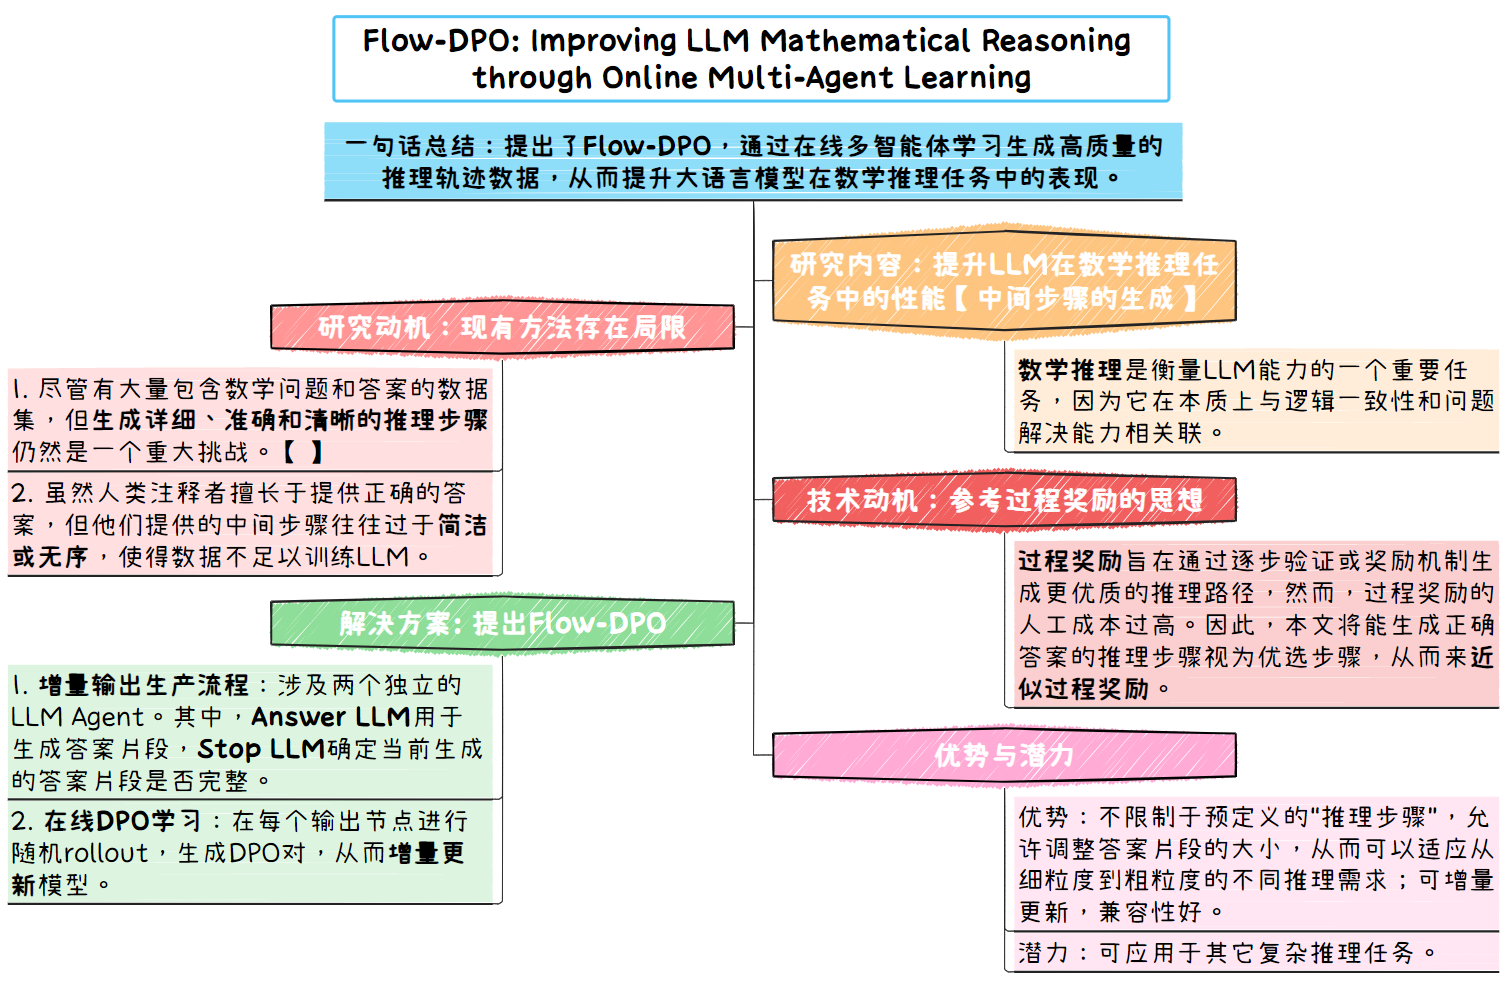 Flow-DPO: Improving LLM Mathematical Reasoning
through Online Multi-Agent Learning
一句话总结：提出了Flow-DPO，通过在线多智能体学习生成高质量的
推理轨迹数据，从而提升大语言模型在数学推理任务中的表现。
研究内容：提升LLM在数学推理任
务中的性能【中间步骤的生成】
数学推理是衡量LLM能力的一个重要任
务，因为它在本质上与逻辑一致性和问题
解决能力相关联。
研究动机：现有方法存在局限
1. 尽管有大量包含数学问题和答案的数据
集，但生成详细、准确和清晰的推理步骤
仍然是一个重大挑战。【 】
2. 虽然人类注释者擅长于提供正确的答
案，但他们提供的中间步骤往往过于简洁
或无序，使得数据不足以训练LLM。
技术动机：参考过程奖励的思想
过程奖励旨在通过逐步验证或奖励机制生
成更优质的推理路径，然而，过程奖励的
人工成本过高。因此，本文将能生成正确
答案的推理步骤视为优选步骤，从而来近
似过程奖励。
解决方案: 提出Flow-DPO
1. 增量输出生产流程：涉及两个独立的
LLM Agent。其中，Answer LLM用于
生成答案片段，Stop LLM确定当前生成
的答案片段是否完整。
2. 在线DPO学习：在每个输出节点进行
随机rollout，生成DPO对，从而增量更
新模型。
优势与潜力
优势：不限制于预定义的"推理步骤"，允
许调整答案片段的大小，从而可以适应从
细粒度到粗粒度的不同推理需求；可增量
更新，兼容性好。
潜力：可应用于其它复杂推理任务。